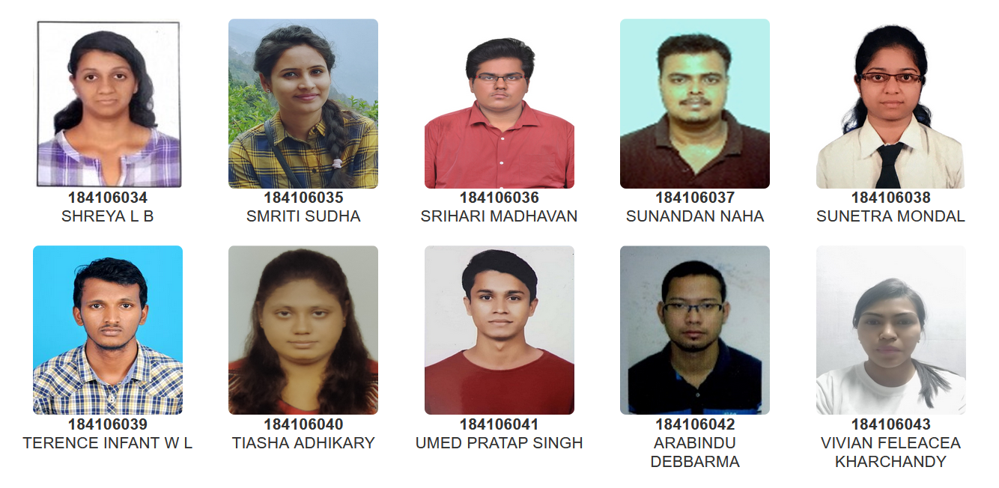 184106034
SHREYA L B
184106035
SMRITI SUDHA
184106036
SRIHARI MADHAVAN
184106037
SUNANDAN NAHA
184106038
SUNETRA MONDAL
184106039
TERENCE INFANT W L
184106040
TIASHA ADHIKARY
184106041
UMED PRATAP SINGH
184106042
ARABINDU
DEBBARMA
184106043
VIVIAN FELEACEA
KHARCHANDY